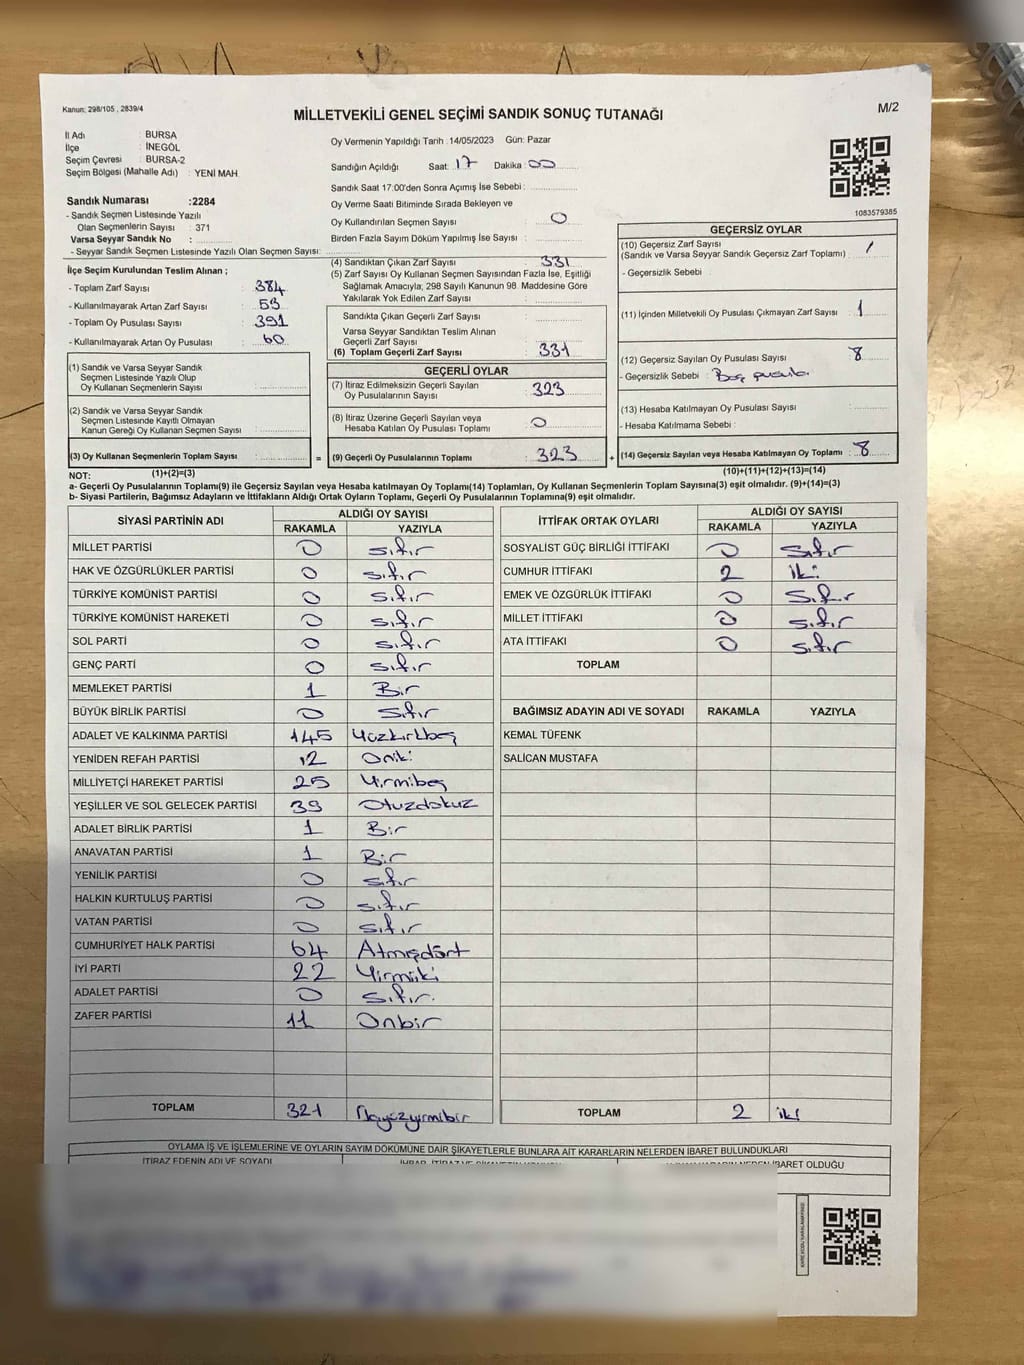 Kanun: 298/105 , 2839/4
MİLLETVEKİLİ GENEL SEÇİMİ SANDIK SONUÇ TUTANAĞI
M/2
İl Adı : BURSA
İlçe : İNEGÖL
Seçim Çevresi : BURSA-2
Seçim Bölgesi (Mahalle Adı) : YENİ MAH.
Sandık Numarası :2284
- Sandık Seçmen Listesinde Yazılı
Olan Seçmenlerin Sayısı : 371
Varsa Seyyar Sandık No :
- Seyyar Sandık Seçmen Listesinde Yazılı Olan Seçmen Sayısı:
İlçe Seçim Kurulundan Teslim Alınan ;
- Toplam Zarf Sayısı : 384
- Kullanılmayarak Artan Zarf Sayısı : 53
- Toplam Oy Pusulası Sayısı : 391
- Kullanılmayarak Artan Oy Pusulası : 60
(1) Sandık ve Varsa Seyyar Sandık
Seçmen Listesinde Yazılı Olup
Oy Kullanan Seçmenlerin Sayısı :
(2) Sandık ve Varsa Seyyar Sandık
Seçmen Listesinde Kayıtlı Olmayan
Kanun Gereği Oy Kullanan Seçmen Sayısı :
(3) Oy Kullanan Seçmenlerin Toplam Sayısı :
(1)+(2)=(3)
Oy Vermenin Yapıldığı Tarih :14/05/2023 Gün: Pazar
Sandığın Açıldığı Saat: 17 Dakika : 00
Sandık Saat 17:00'den Sonra Açımış İse Sebebi :
Oy Verme Saati Bitiminde Sırada Bekleyen ve
Oy Kullandırılan Seçmen Sayısı : 0
Birden Fazla Sayım Döküm Yapılmış İse Sayısı :
(4) Sandıktan Çıkan Zarf Sayısı : 331
(5) Zarf Sayısı Oy Kullanan Seçmen Sayısından Fazla İse, Eşitliği
Sağlamak Amacıyla; 298 Sayılı Kanunun 98. Maddesine Göre
Yakılarak Yok Edilen Zarf Sayısı :
Sandıkta Çıkan Geçerli Zarf Sayısı :
Varsa Seyyar Sandıktan Teslim Alınan
Geçerli Zarf Sayısı :
(6) Toplam Geçerli Zarf Sayısı : 331
GEÇERLİ OYLAR
(7) İtiraz Edilmeksizin Geçerli Sayılan
Oy Pusulalarının Sayısı : 323
(8) İtiraz Üzerine Geçerli Sayılan veya
Hesaba Katılan Oy Pusulası Toplamı : 0
= (9) Geçerli Oy Pusulalarının Toplamı : 323 +
1083579385
GEÇERSİZ OYLAR
(10) Geçersiz Zarf Sayısı : /
(Sandık ve Varsa Seyyar Sandık Geçersiz Zarf Toplamı)
- Geçersizlik Sebebi :
(11) İçinden Milletvekili Oy Pusulası Çıkmayan Zarf Sayısı : 1
(12) Geçersiz Sayılan Oy Pusulası Sayısı : 8
- Geçersizlik Sebebi : Boş pusula
(13) Hesaba Katılmayan Oy Pusulası Sayısı :
- Hesaba Katılmama Sebebi :
(14) Geçersiz Sayılan veya Hesaba Katılmayan Oy Toplamı : 8
(10)+(11)+(12)+(13)=(14)
NOT:
a- Geçerli Oy Pusulalarının Toplamı(9) ile Geçersiz Sayılan veya Hesaba katılmayan Oy Toplamı(14) Toplamları, Oy Kullanan Seçmenlerin Toplam Sayısına(3) eşit olmalıdır. (9)+(14)=(3)
b- Siyasi Partilerin, Bağımsız Adayların ve İttifakların Aldığı Ortak Oyların Toplamı, Geçerli Oy Pusulalarının Toplamına(9) eşit olmalıdır.
SİYASİ PARTİNİN ADI ALDIĞI OY SAYISI
RAKAMLA YAZIYLA
MİLLET PARTİSİ 0 sıfır
HAK VE ÖZGÜRLÜKLER PARTİSİ 0 sıfır
TÜRKİYE KOMÜNİST PARTİSİ 0 sıfır
TÜRKİYE KOMÜNİST HAREKETİ 0 sıfır
SOL PARTİ 0 sıfır
GENÇ PARTİ 0 sıfır
MEMLEKET PARTİSİ 1 Bir
BÜYÜK BİRLİK PARTİSİ 0 sıfır
ADALET VE KALKINMA PARTİSİ 145 Yüzkırkbeş
YENİDEN REFAH PARTİSİ 12 Oniki
MİLLİYETÇİ HAREKET PARTİSİ 25 Yirmibeş
YEŞİLLER VE SOL GELECEK PARTİSİ 39 Otuzdokuz
ADALET BİRLİK PARTİSİ 1 Bir
ANAVATAN PARTİSİ 1 Bir
YENİLİK PARTİSİ 0 sıfır
HALKIN KURTULUŞ PARTİSİ 0 sıfır
VATAN PARTİSİ 0 sıfır
CUMHURİYET HALK PARTİSİ 64 Atmışdört
İYİ PARTİ 22 Yirmiiki
ADALET PARTİSİ 0 sıfır.
ZAFER PARTİSİ 11 Onbir
TOPLAM 321
İTTİFAK ORTAK OYLARI ALDIĞI OY SAYISI
RAKAMLA YAZIYLA
SOSYALİST GÜÇ BİRLİĞİ İTTİFAKI 0 sıfır
CUMHUR İTTİFAKI 2 iki
EMEK VE ÖZGÜRLÜK İTTİFAKI 0 sıfır
MİLLET İTTİFAKI 0 sıfır
ATA İTTİFAKI 0 sıfır
TOPLAM
BAĞIMSIZ ADAYIN ADI VE SOYADI RAKAMLA YAZIYLA
KEMAL TÜFENK
SALİCAN MUSTAFA
TOPLAM 2 iki
OYLAMA İŞ VE İŞLEMLERİNE VE OYLARIN SAYIM DÖKÜMÜNE DAİR ŞİKAYETLERLE BUNLARA AİT KARARLARIN NELERDEN İBARET BULUNDUKLARI
İTİRAZ EDENİN ADI VE SOYADI
İBARET OLDUĞU